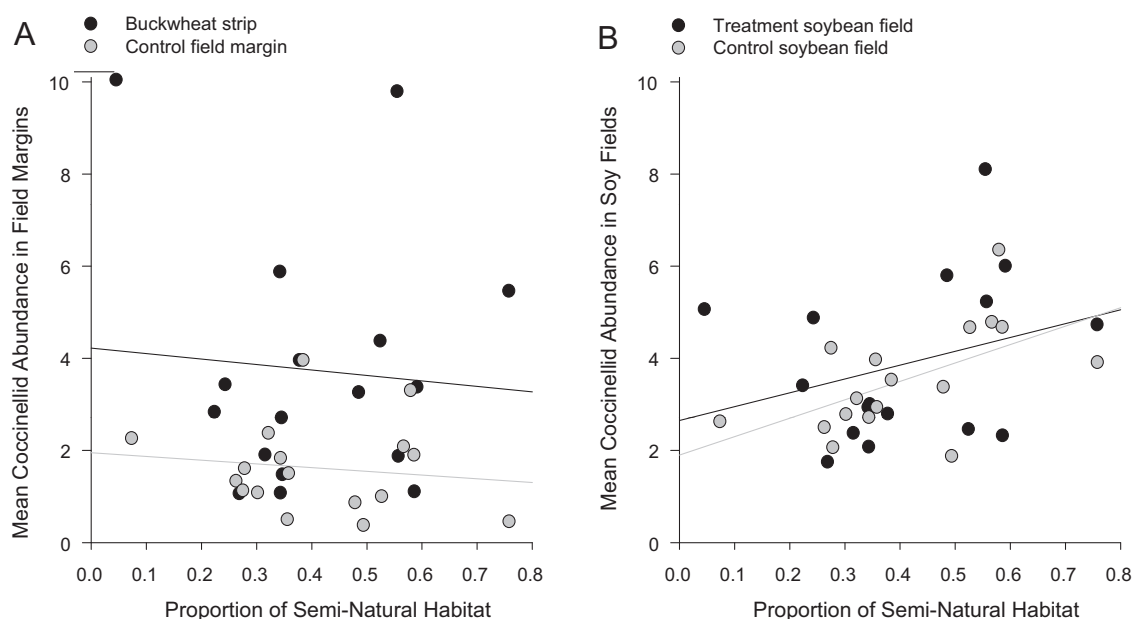 A
Buckwheat strip
Control field margin
Mean Coccinellid Abundance in Field Margins
10
8
6
4
2
0
0.0 0.1 0.2 0.3 0.4 0.5 0.6 0.7 0.8
Proportion of Semi-Natural Habitat
B
Treatment soybean field
Control soybean field
Mean Coccinellid Abundance in Soy Fields
10
8
6
4
2
0
0.0 0.1 0.2 0.3 0.4 0.5 0.6 0.7 0.8
Proportion of Semi-Natural Habitat